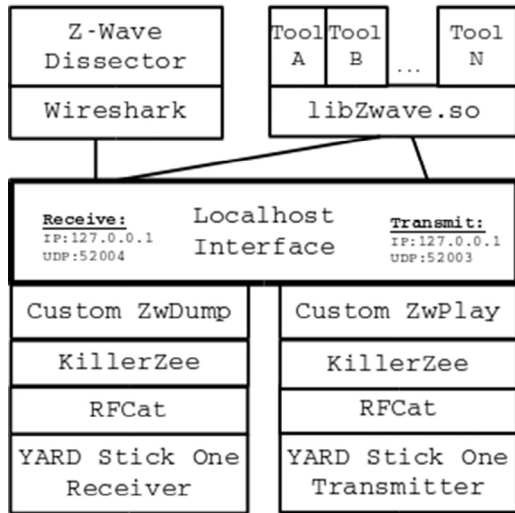 Z-Wave
Dissector
Wireshark
Tool
A
Tool
B
...
Tool
N
libZwave.so
Receive:
IP:127.0.0.1
UDP:52004
Localhost
Interface
Transmit:
IP:127.0.0.1
UDP:52003
Custom ZwDump
KillerZee
RFCat
YARD Stick One
Receiver
Custom ZwPlay
KillerZee
RFCat
YARD Stick One
Transmitter